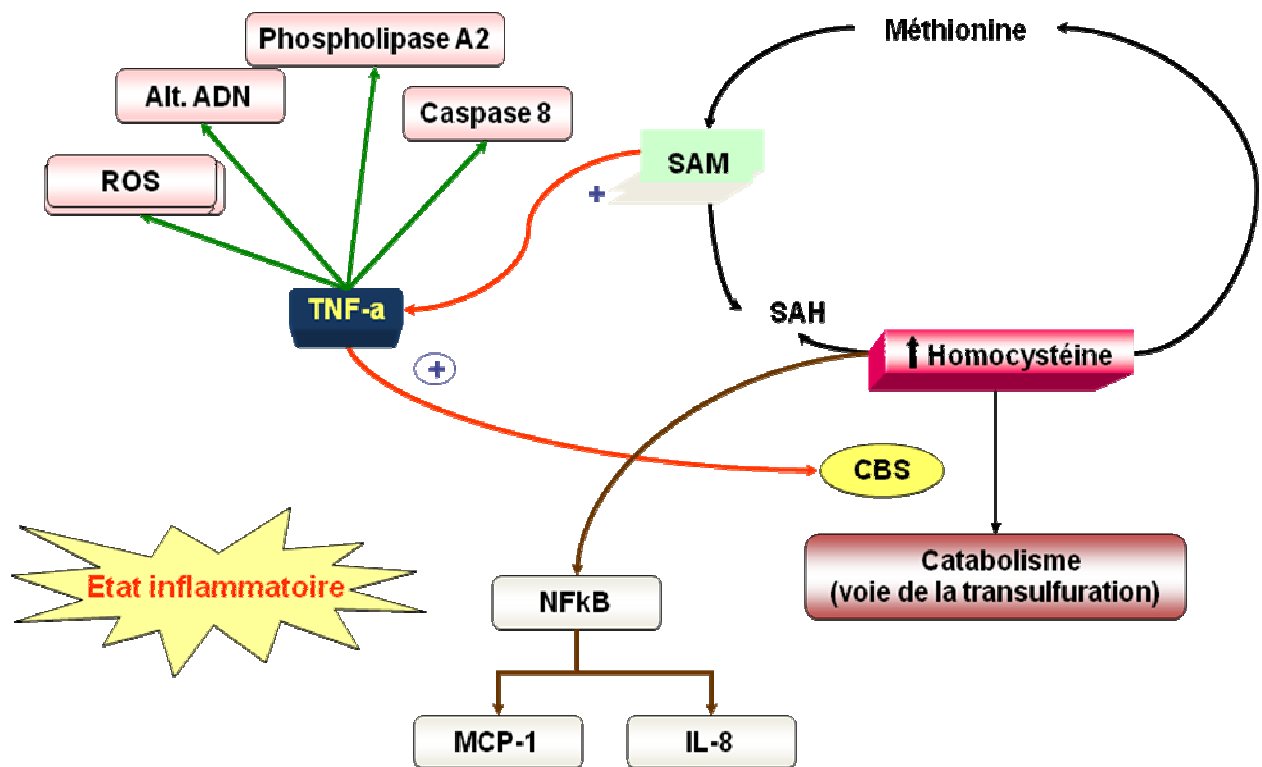 Méthionine
Phospholipase A2
Alt. ADN
Caspase 8
SAM
ROS
+
TNF-a
SAH
Homocystéine
+
CBS
Catabolisme
(voie de la transulfuration)
Etat inflammatoire
NFkB
MCP-1
IL-8